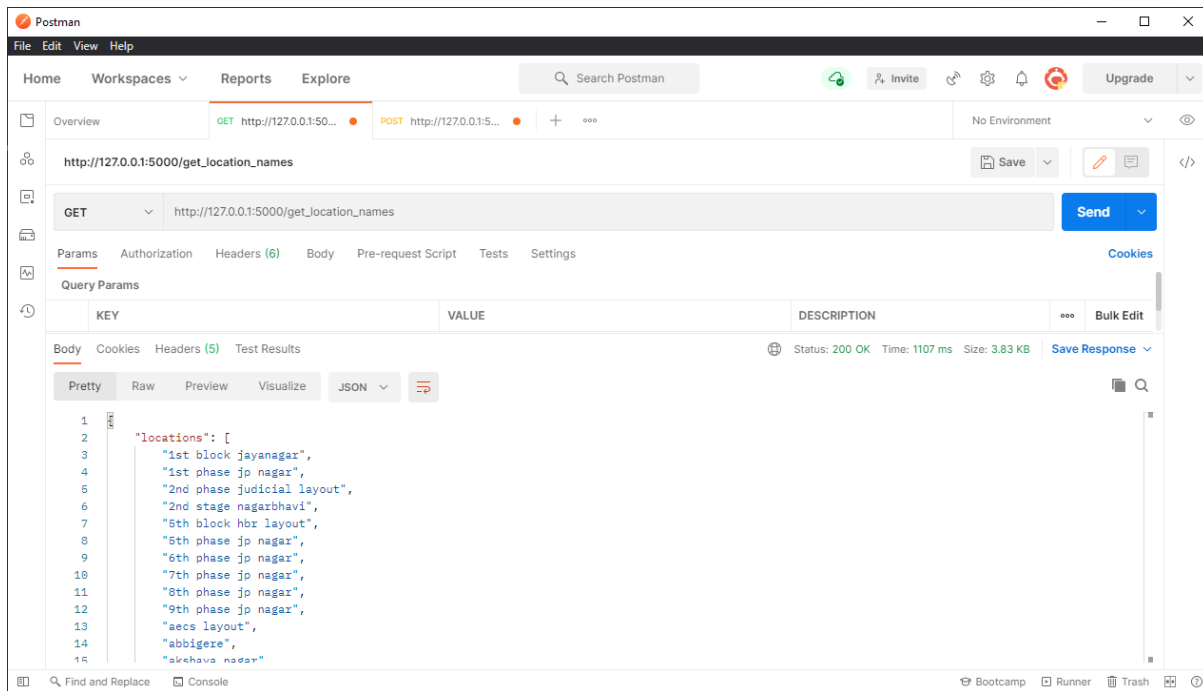 Postman
File Edit View Help
Home Workspaces Reports Explore Search Postman Invite Upgrade
Overview GET http://127.0.0.1:50... POST http://127.0.0.1:5... + ooo No Environment
http://127.0.0.1:5000/get_location_names Save </>
GET http://127.0.0.1:5000/get_location_names Send
Params Authorization Headers (6) Body Pre-request Script Tests Settings Cookies
Query Params
KEY VALUE DESCRIPTION ooo Bulk Edit
Body Cookies Headers (5) Test Results Status: 200 OK Time: 1107 ms Size: 3.83 KB Save Response
Pretty Raw Preview Visualize JSON
1 {
2 "locations": [
3 "1st block jayanagar",
4 "1st phase jp nagar",
5 "2nd phase judicial layout",
6 "2nd stage nagarbhavi",
7 "5th block hbr layout",
8 "5th phase jp nagar",
9 "6th phase jp nagar",
10 "7th phase jp nagar",
11 "8th phase jp nagar",
12 "9th phase jp nagar",
13 "aecs layout",
14 "abbigere",
15 "akshaya nagar"
Find and Replace Console Bootcamp Runner Trash